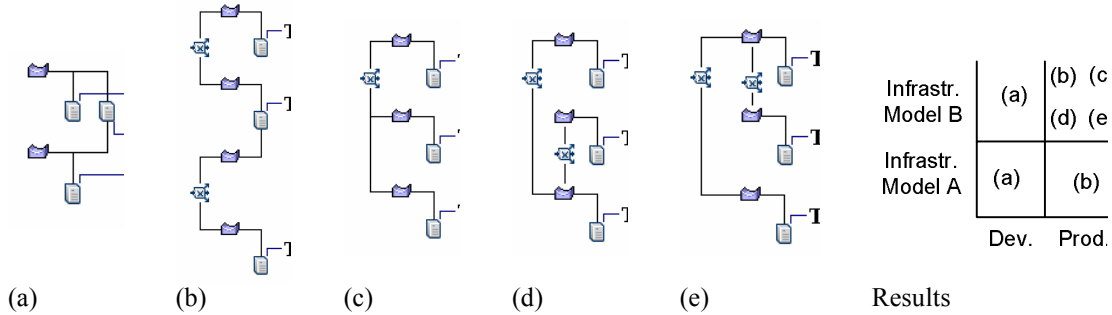 T
T
T
T
T
T
T
T
T
T
T
Infrastr.
Model B
(a)
(b) (c
(d) (e
Infrastr.
Model A
(a)
(b)
Dev. Prod.
(a) (b) (c) (d) (e) Results